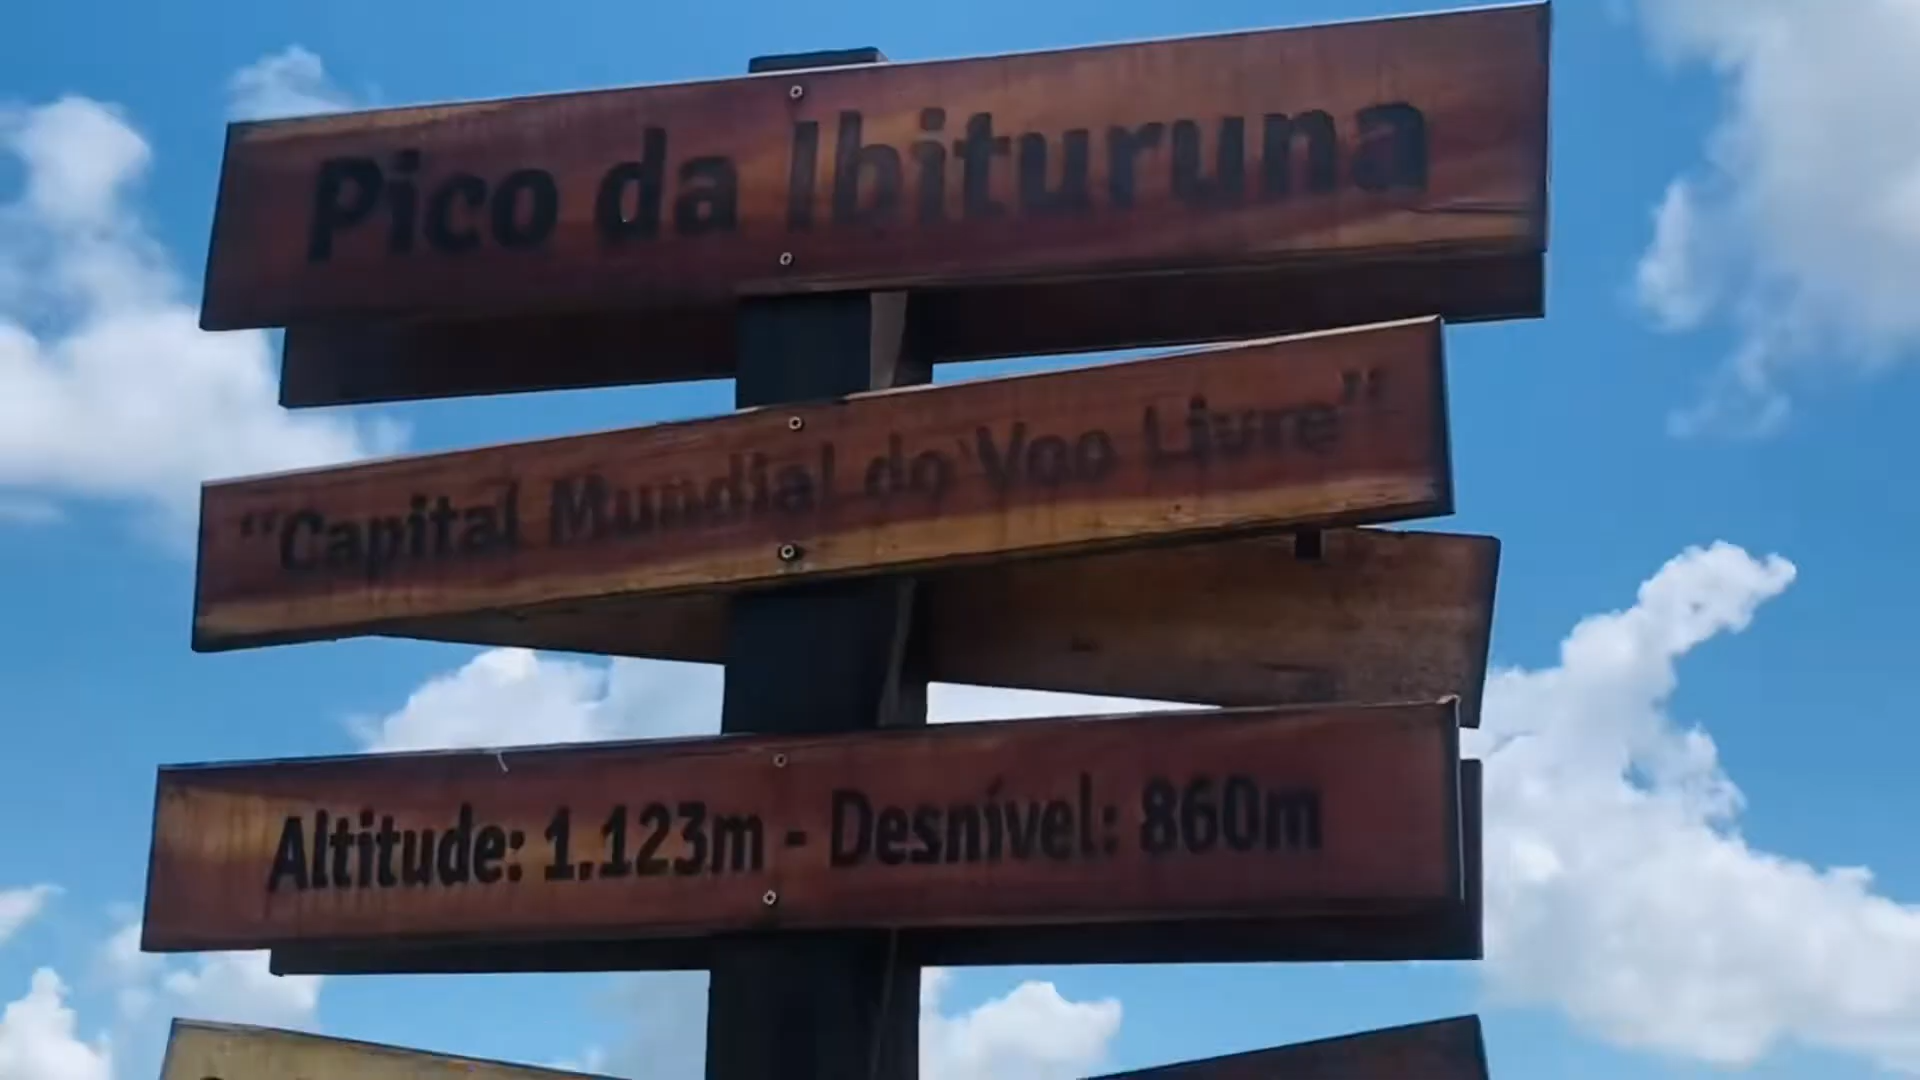 Pico da Ibituruna
“Capital Mundial do Voo Livre”
Altitude: 1.123m - Desnível: 860m